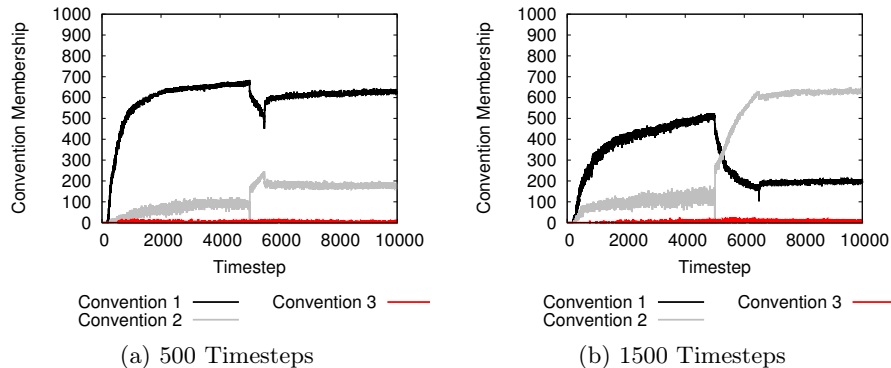 1000
900
800
700
600
500
400
300
200
100
0
Convention Membership
0 2000 4000 6000 8000 10000
Timestep
Convention 1 Convention 3
Convention 2
(a) 500 Timesteps
1000
900
800
700
600
500
400
300
200
100
0
Convention Membership
0 2000 4000 6000 8000 10000
Timestep
Convention 1 Convention 3
Convention 2
(b) 1500 Timesteps